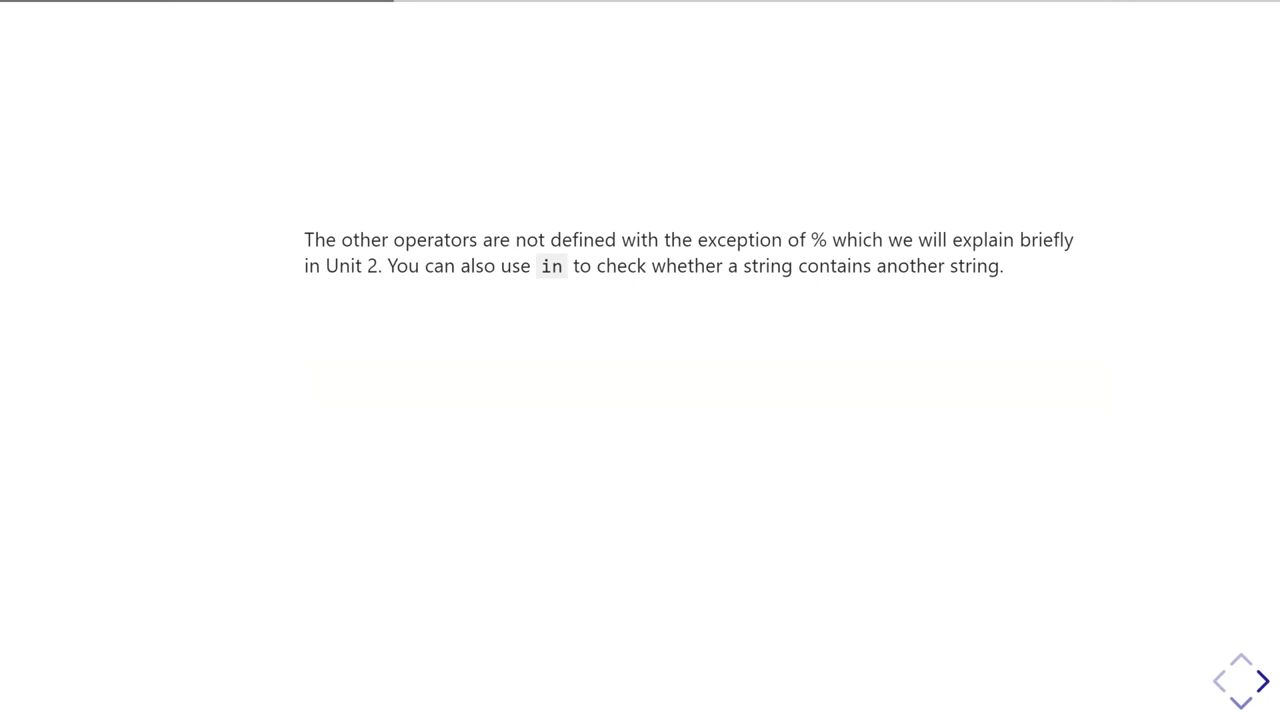 The other operators are not defined with the exception of % which we will explain briefly
in Unit 2. You can also use in to check whether a string contains another string.